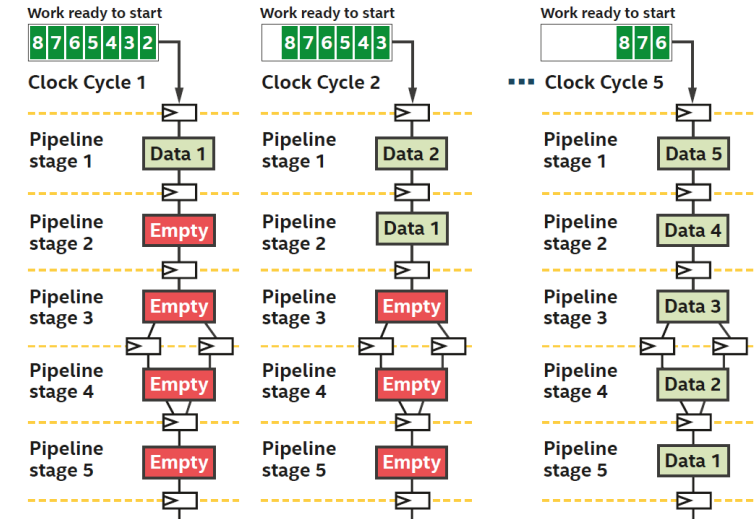 Work ready to start
8 7 6 5 4 3 2
Clock Cycle 1
Pipeline
stage 1
Data 1
Pipeline
stage 2
Empty
Pipeline
stage 3
Empty
Pipeline
stage 4
Empty
Pipeline
stage 5
Empty
Work ready to start
8 7 6 5 4 3
Clock Cycle 2
Pipeline
stage 1
Data 2
Pipeline
stage 2
Data 1
Pipeline
stage 3
Empty
Pipeline
stage 4
Empty
Pipeline
stage 5
Empty
Work ready to start
8 7 6
... Clock Cycle 5
Pipeline
stage 1
Data 5
Pipeline
stage 2
Data 4
Pipeline
stage 3
Data 3
Pipeline
stage 4
Data 2
Pipeline
stage 5
Data 1